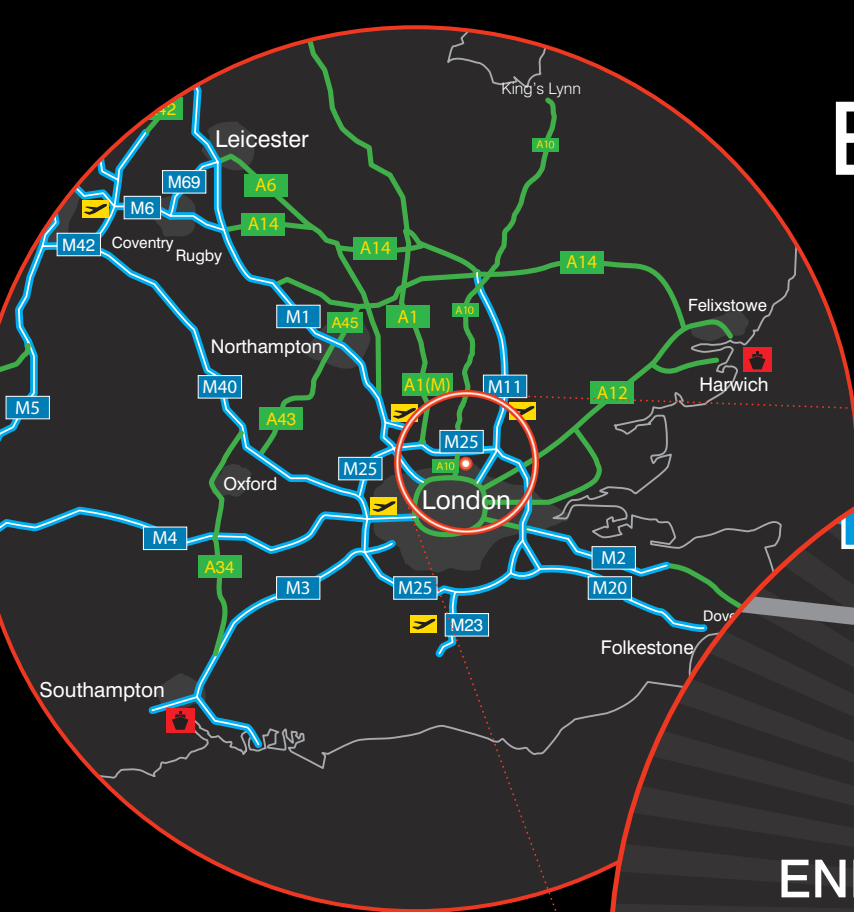 King's Lynn
A10
Leicester
M69
A6
M6
A14
M42
Coventry
Rugby
A14
A14
M1
A45
A1
A10
Felixstowe
Northampton
M40
A1(M)
M11
A12
Harwich
M5
A43
M25
M25
A10
Oxford
London
M4
A34
M2
M3
M25
M20
M23
Folkestone
Southampton